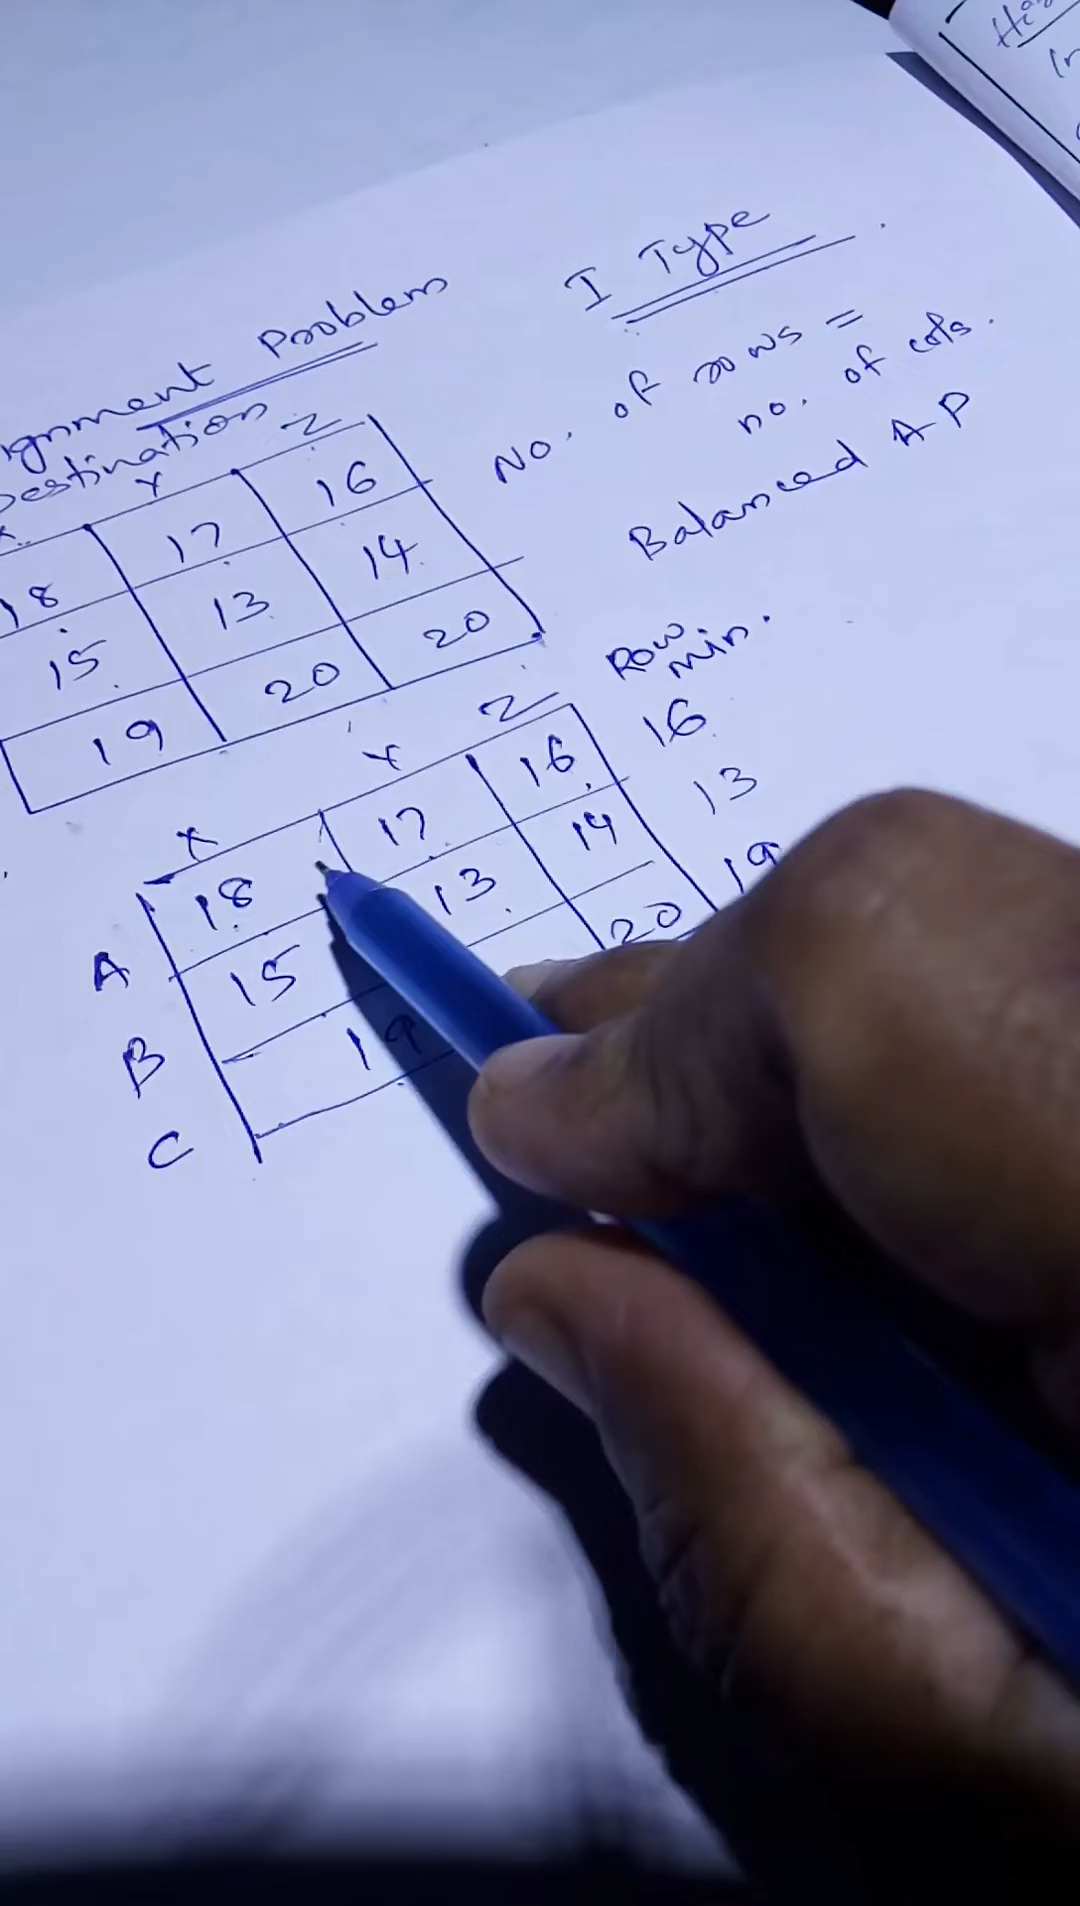 ignment Problem
I Type
Destination
No. of rows =
no. of cols.
Balanced A P
Y Z
18 17 16
15 13 14
19 20 20
X Y Z Row min.
A 18 17 16 16
B 15 13 14 13
C 19 20 19